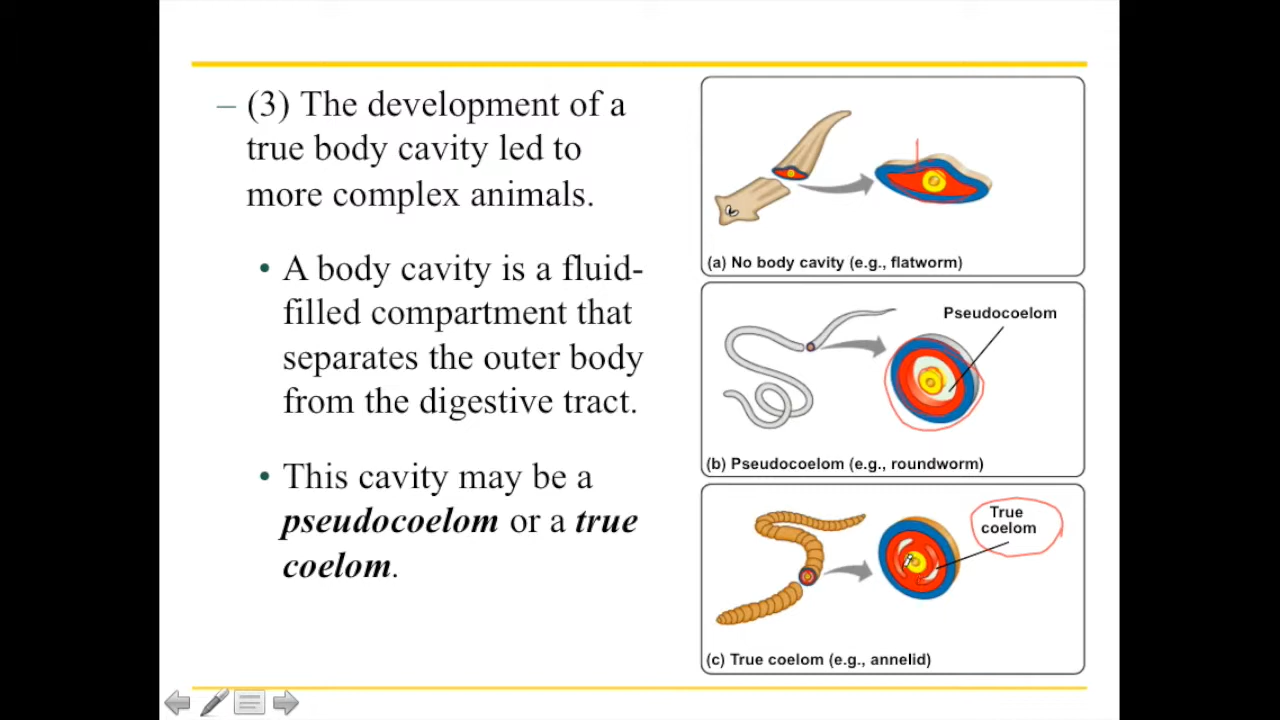 – (3) The development of a
true body cavity led to
more complex animals.
• A body cavity is a fluid-
filled compartment that
separates the outer body
from the digestive tract.
• This cavity may be a
pseudocoelom or a true
coelom.
(a) No body cavity (e.g., flatworm)
Pseudocoelom
(b) Pseudocoelom (e.g., roundworm)
True
coelom
(c) True coelom (e.g., annelid)